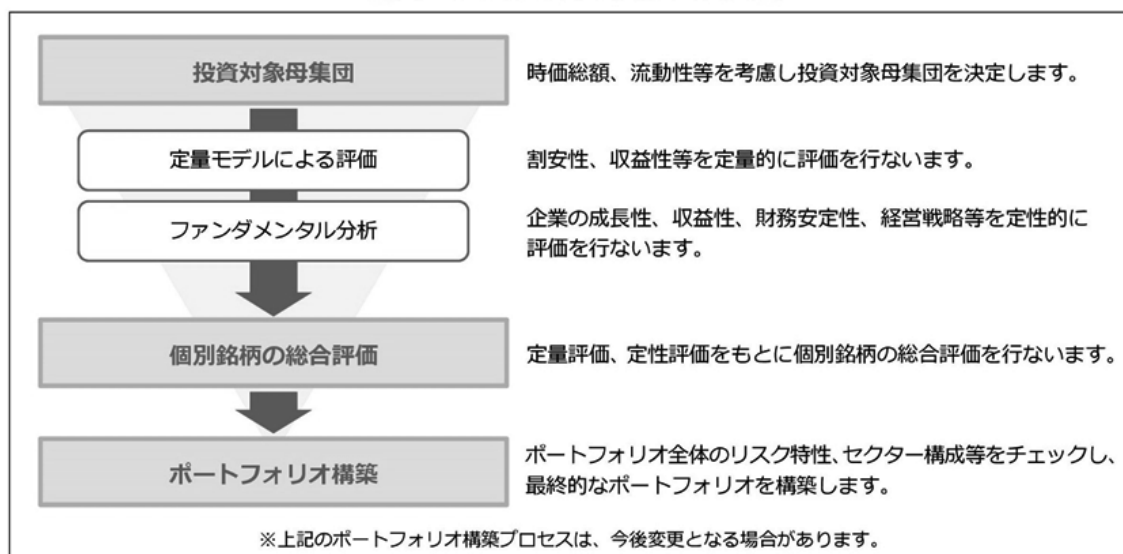 投資対象母集団
時価総額、流動性等を考慮し投資対象母集団を決定します。
定量モデルによる評価
割安性、収益性等を定量的に評価を行ないます。
ファンダメンタル分析
企業の成長性、収益性、財務安定性、経営戦略等を定性的に
評価を行ないます。
個別銘柄の総合評価
定量評価、定性評価をもとに個別銘柄の総合評価を行ないます。
ポートフォリオ構築
ポートフォリオ全体のリスク特性、セクター構成等をチェックし、
最終的なポートフォリオを構築します。
※上記のポートフォリオ構築プロセスは、今後変更となる場合があります。